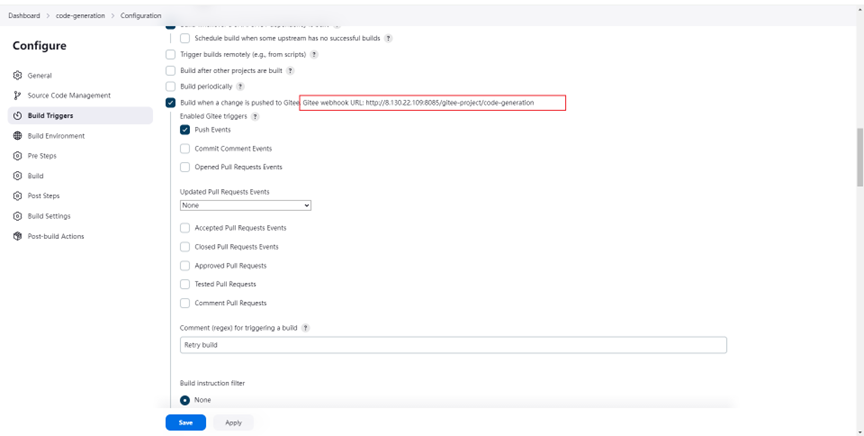 Dashboard > code-generation > Configuration
Configure
General
Source Code Management
Build Triggers
Build Environment
Pre Steps
Build
Post Steps
Build Settings
Post-build Actions
Schedule build when some upstream has no successful builds ?
Trigger builds remotely (e.g., from scripts) ?
Build after other projects are built ?
Build periodically ?
Build when a change is pushed to Gitee. Gitee webhook URL: http://8.130.22.109:8085/gitee-project/code-generation
Enabled Gitee triggers ?
Push Events
Commit Comment Events
Opened Pull Requests Events
Updated Pull Requests Events
None
Accepted Pull Requests Events
Closed Pull Requests Events
Approved Pull Requests
Tested Pull Requests
Comment Pull Requests
Comment (regex) for triggering a build ?
Retry build
Build instruction filter
None
Save Apply